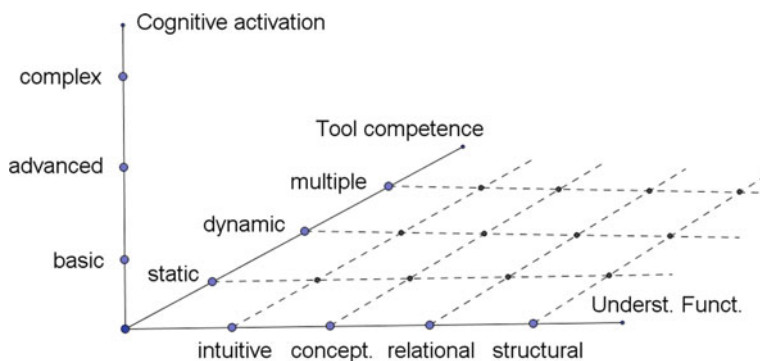 Cognitive activation
complex
Tool competence
advanced
multiple
dynamic
basic
static
Underst. Funct.
intuitive concept. relational structural